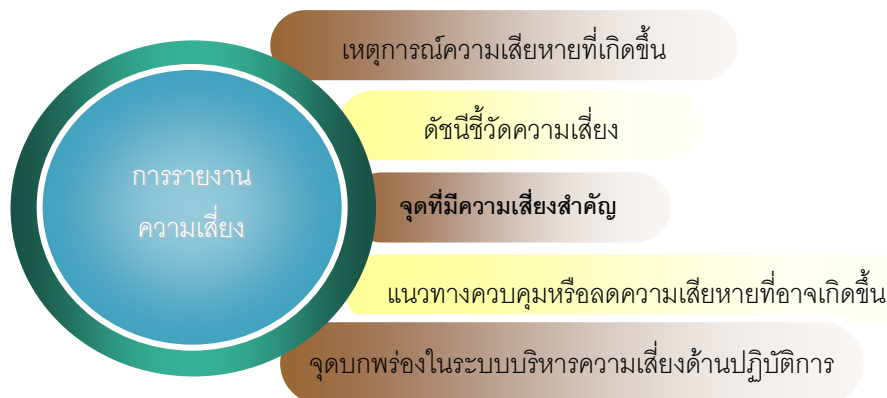 เหตุการณ์ความเสียหายที่เกิดขึ้น
ดัชนีชี้วัดความเสี่ยง
การรายงาน
ความเสี่ยง
จุดที่มีความเสี่ยงสำคัญ
แนวทางควบคุมหรือลดความเสียหายที่อาจเกิดขึ้น
จุดบกพร่องในระบบบริหารความเสี่ยงด้านปฏิบัติการ